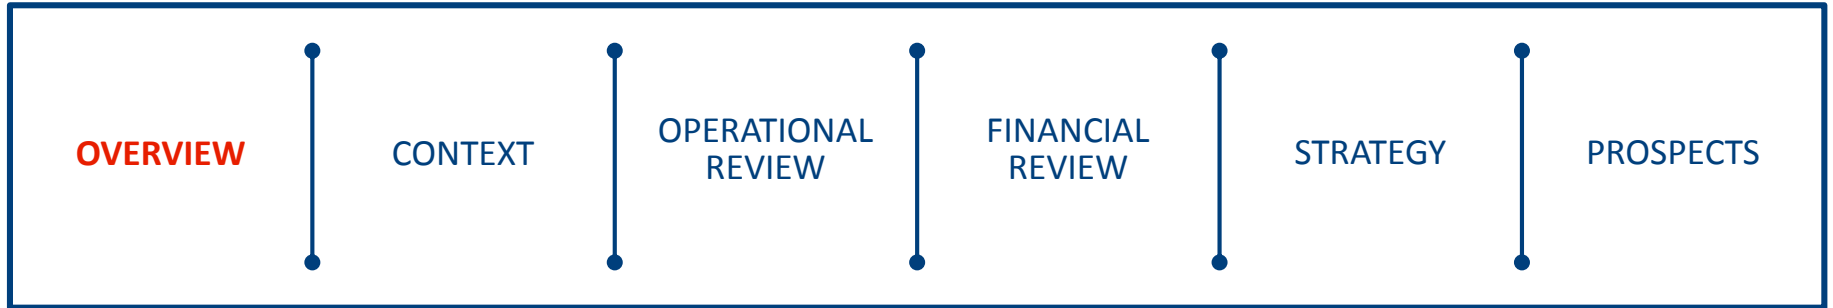 OVERVIEW
CONTEXT
OPERATIONAL
REVIEW
FINANCIAL
REVIEW
STRATEGY
PROSPECTS